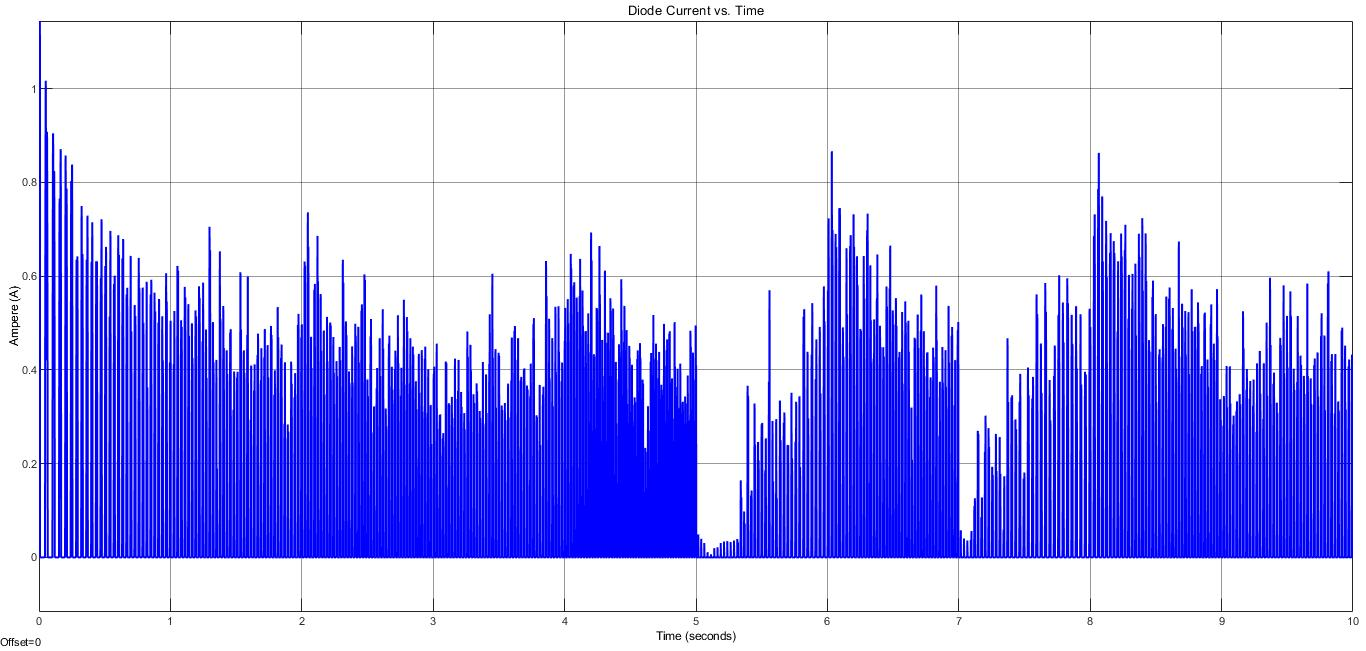 Diode Current vs. Time
1
0.8
0.6
Ampere (A)
0.4
0.2
0
0 1 2 3 4 5 6 7 8 9 10
Time (seconds)
Offset=0